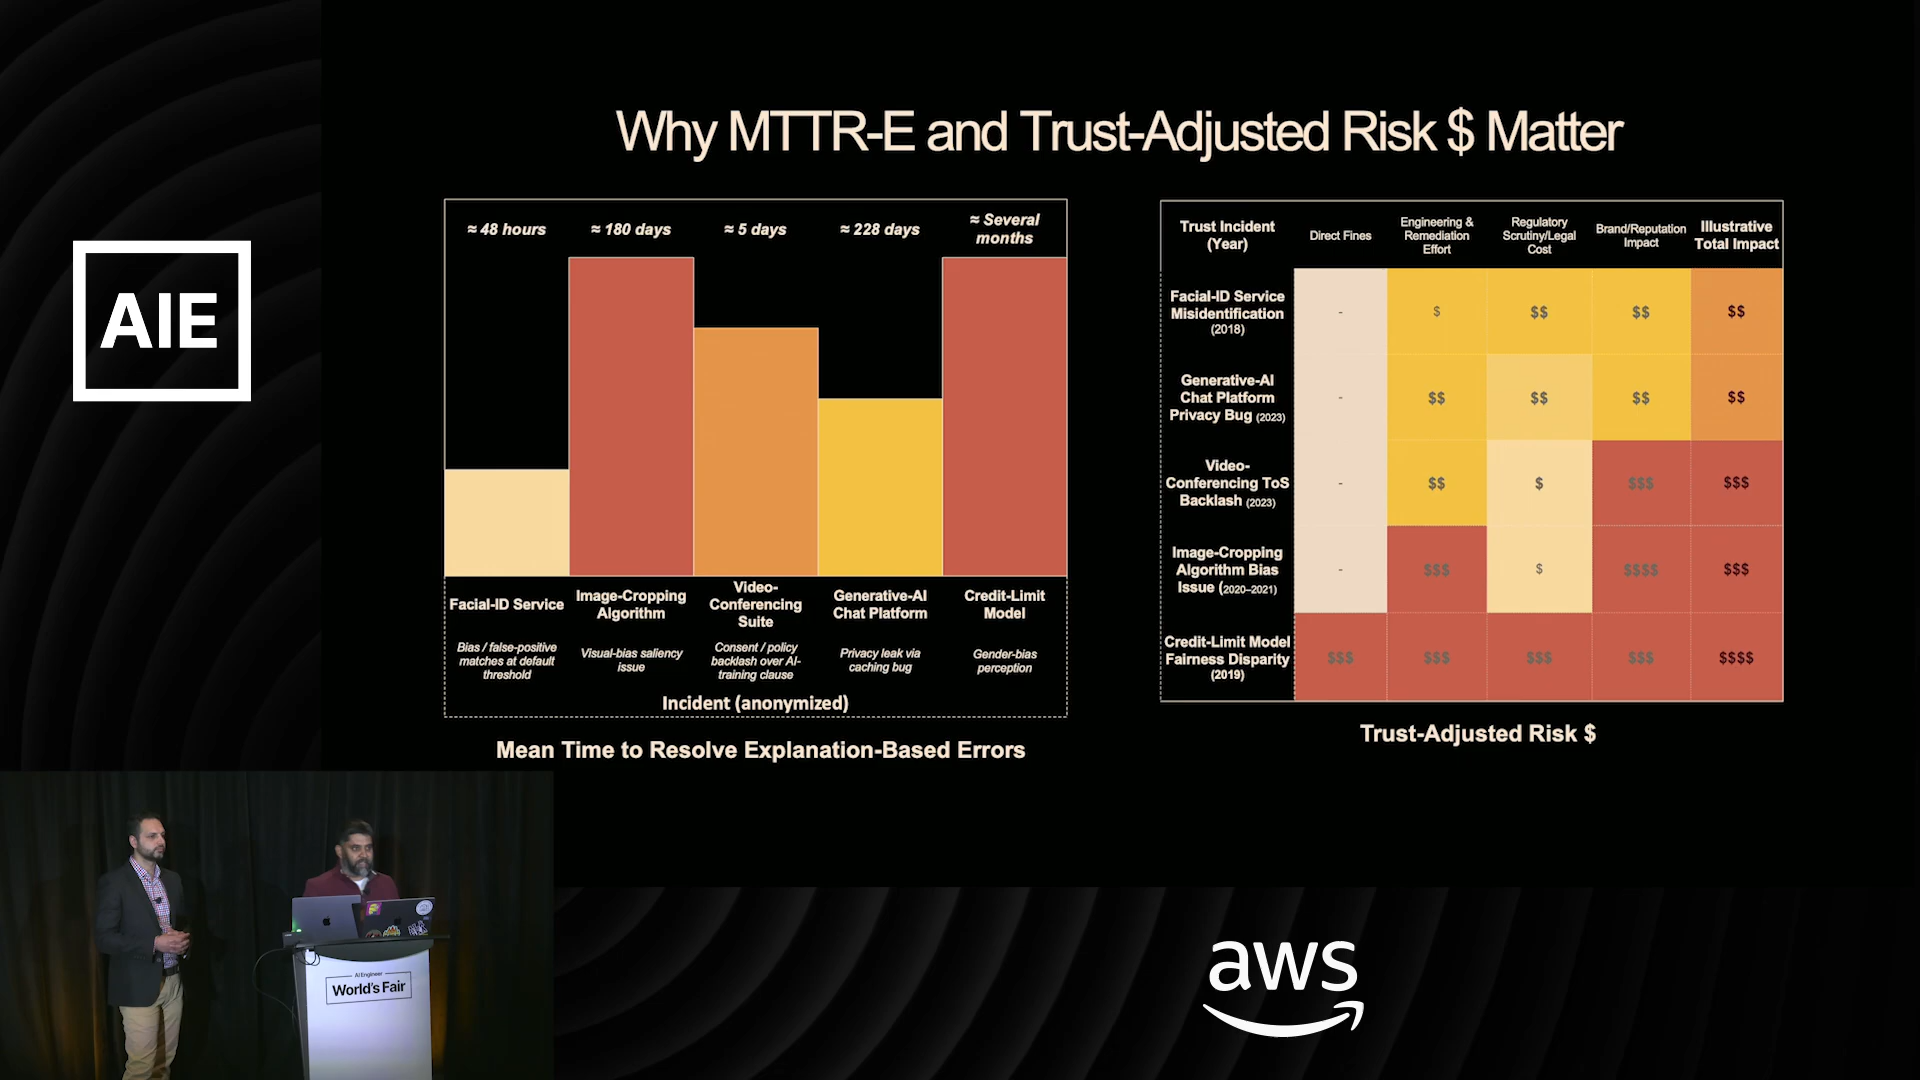 Why MTTR-E and Trust-Adjusted Risk $ Matter
AIE
≈ 48 hours
≈ 180 days
≈ 5 days
≈ 228 days
≈ Several
months
Facial-ID Service
Image-Cropping
Algorithm
Video-
Conferencing
Suite
Generative-AI
Chat Platform
Credit-Limit
Model
Bias / false-positive
matches at default
threshold
Visual-bias saliency
issue
Consent / policy
backlash over AI-
training clause
Privacy leak via
caching bug
Gender-bias
perception
Incident (anonymized)
Mean Time to Resolve Explanation-Based Errors
Trust Incident
(Year)
Direct Fines
Engineering &
Remediation
Effort
Regulatory
Scrutiny/Legal
Cost
Brand/Reputation
Impact
Illustrative
Total Impact
Facial-ID Service
Misidentification
(2018)
- $ $$ $$ $$
Generative-AI
Chat Platform
Privacy Bug (2023)
- $$ $$ $$ $$
Video-
Conferencing ToS
Backlash (2023)
- $$ $ $$$ $$$
Image-Cropping
Algorithm Bias
Issue (2020–2021)
- $$$ $ $$$$ $$$
Credit-Limit Model
Fairness Disparity
(2019)
$$$ $$$ $$$ $$$ $$$$
Trust-Adjusted Risk $
AI Engineer
World's Fair
aws